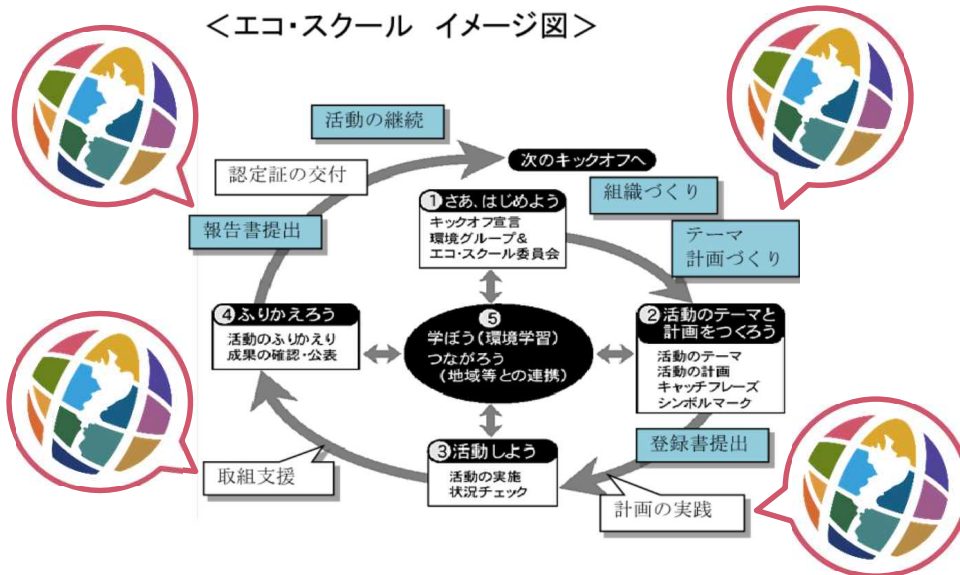 ＜エコ・スクール　イメージ図＞
活動の継続
次のキックオフへ
認定証の交付
組織づくり
①さあ、はじめよう
キックオフ宣言
環境グループ＆
エコ・スクール委員会
報告書提出
テーマ
計画づくり
④ふりかえろう
活動のふりかえり
成果の確認・公表
⑤
学ぼう（環境学習）
つながろう
（地域等との連携）
②活動のテーマと
計画をつくろう
活動のテーマ
活動の計画
キャッチフレーズ
シンボルマーク
登録書提出
③活動しよう
活動の実施
状況チェック
取組支援
計画の実践